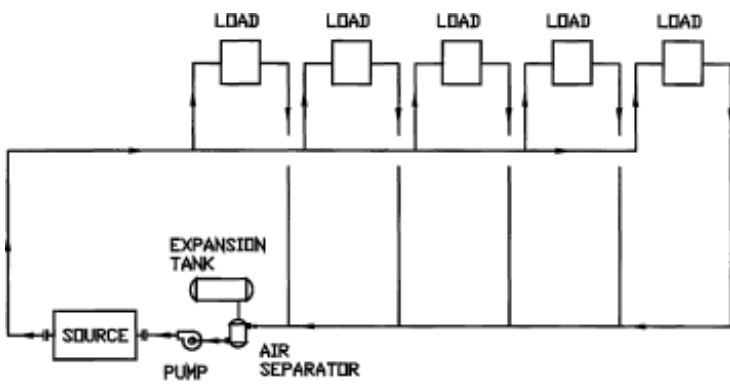 LOAD
LOAD
LOAD
LOAD
LOAD
EXPANSION
TANK
SOURCE
PUMP
AIR
SEPARATOR